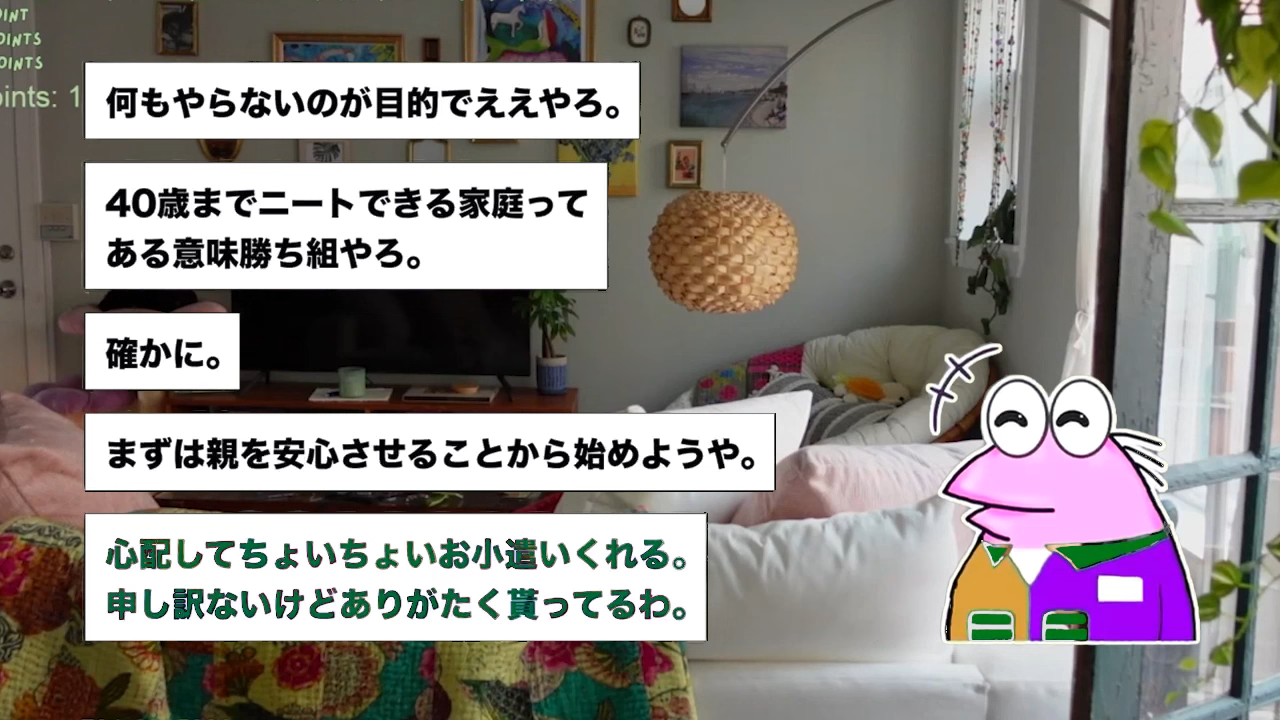 OINT
OINTS
OINTS
oints: 1
何もやらないのが目的でええやろ。
40歳までニートできる家庭って
ある意味勝ち組やろ。
確かに。
まずは親を安心させることから始めようや。
心配してちょいちょいお小遣いくれる。
申し訳ないけどありがたく貰ってるわ。